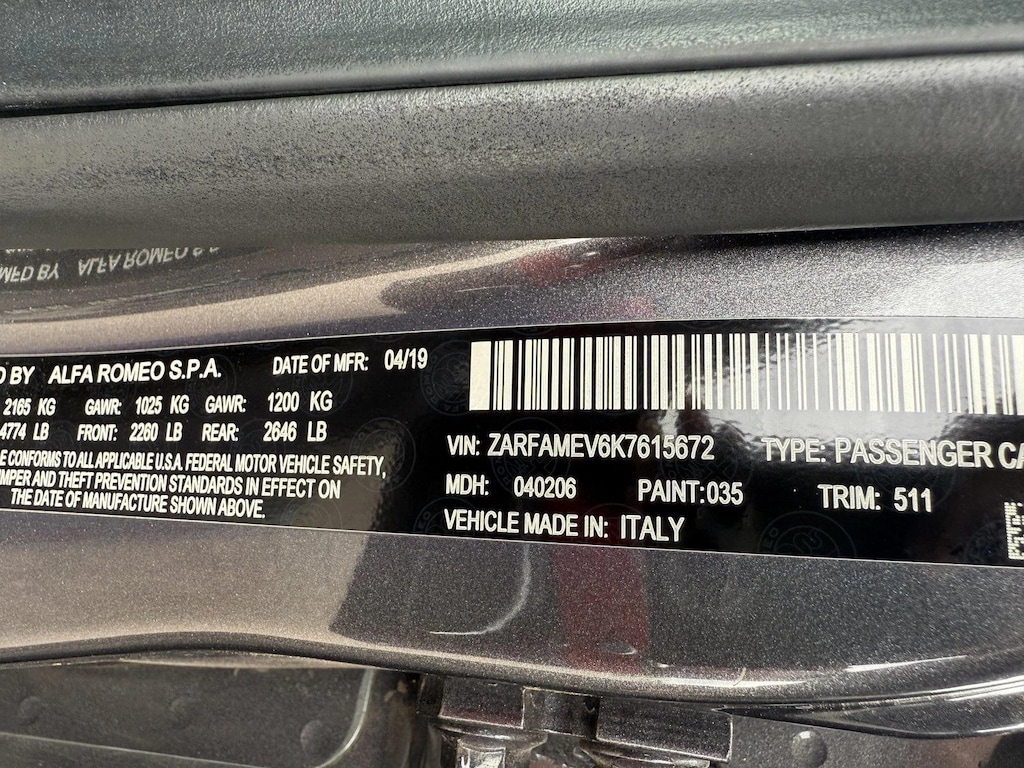 MFD BY ALFA ROMEO
D BY ALFA ROMEO S.P.A. DATE OF MFR: 04/19
2165 KG GAWR: 1025 KG GAWR: 1200 KG
4774 LB FRONT: 2260 LB REAR: 2646 LB
E CONFORMS TO ALL APPLICABLE U.S.A. FEDERAL MOTOR VEHICLE SAFETY,
MPER AND THEFT PREVENTION STANDARDS IN EFFECT ON
THE DATE OF MANUFACTURE SHOWN ABOVE.
VIN: ZARFAMEV6K7615672 TYPE: PASSENGER CA
MDH: 040206 PAINT:035 TRIM: 511
VEHICLE MADE IN: ITALY